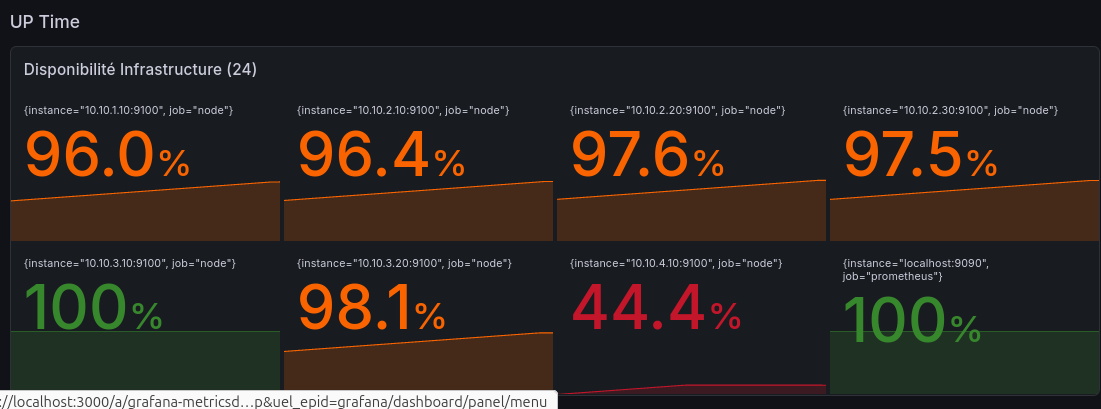 UP Time
Disponibilité Infrastructure (24)
{instance="10.10.1.10:9100", job="node"}
96.0%
{instance="10.10.2.10:9100", job="node"}
96.4%
{instance="10.10.2.20:9100", job="node"}
97.6%
{instance="10.10.2.30:9100", job="node"}
97.5%
{instance="10.10.3.10:9100", job="node"}
100%
{instance="10.10.3.20:9100", job="node"}
98.1%
{instance="10.10.4.10:9100", job="node"}
44.4%
{instance="localhost:9090",
job="prometheus"}
100%
://localhost:3000/a/grafana-metricsd…p&uel_epid=grafana/dashboard/panel/menu